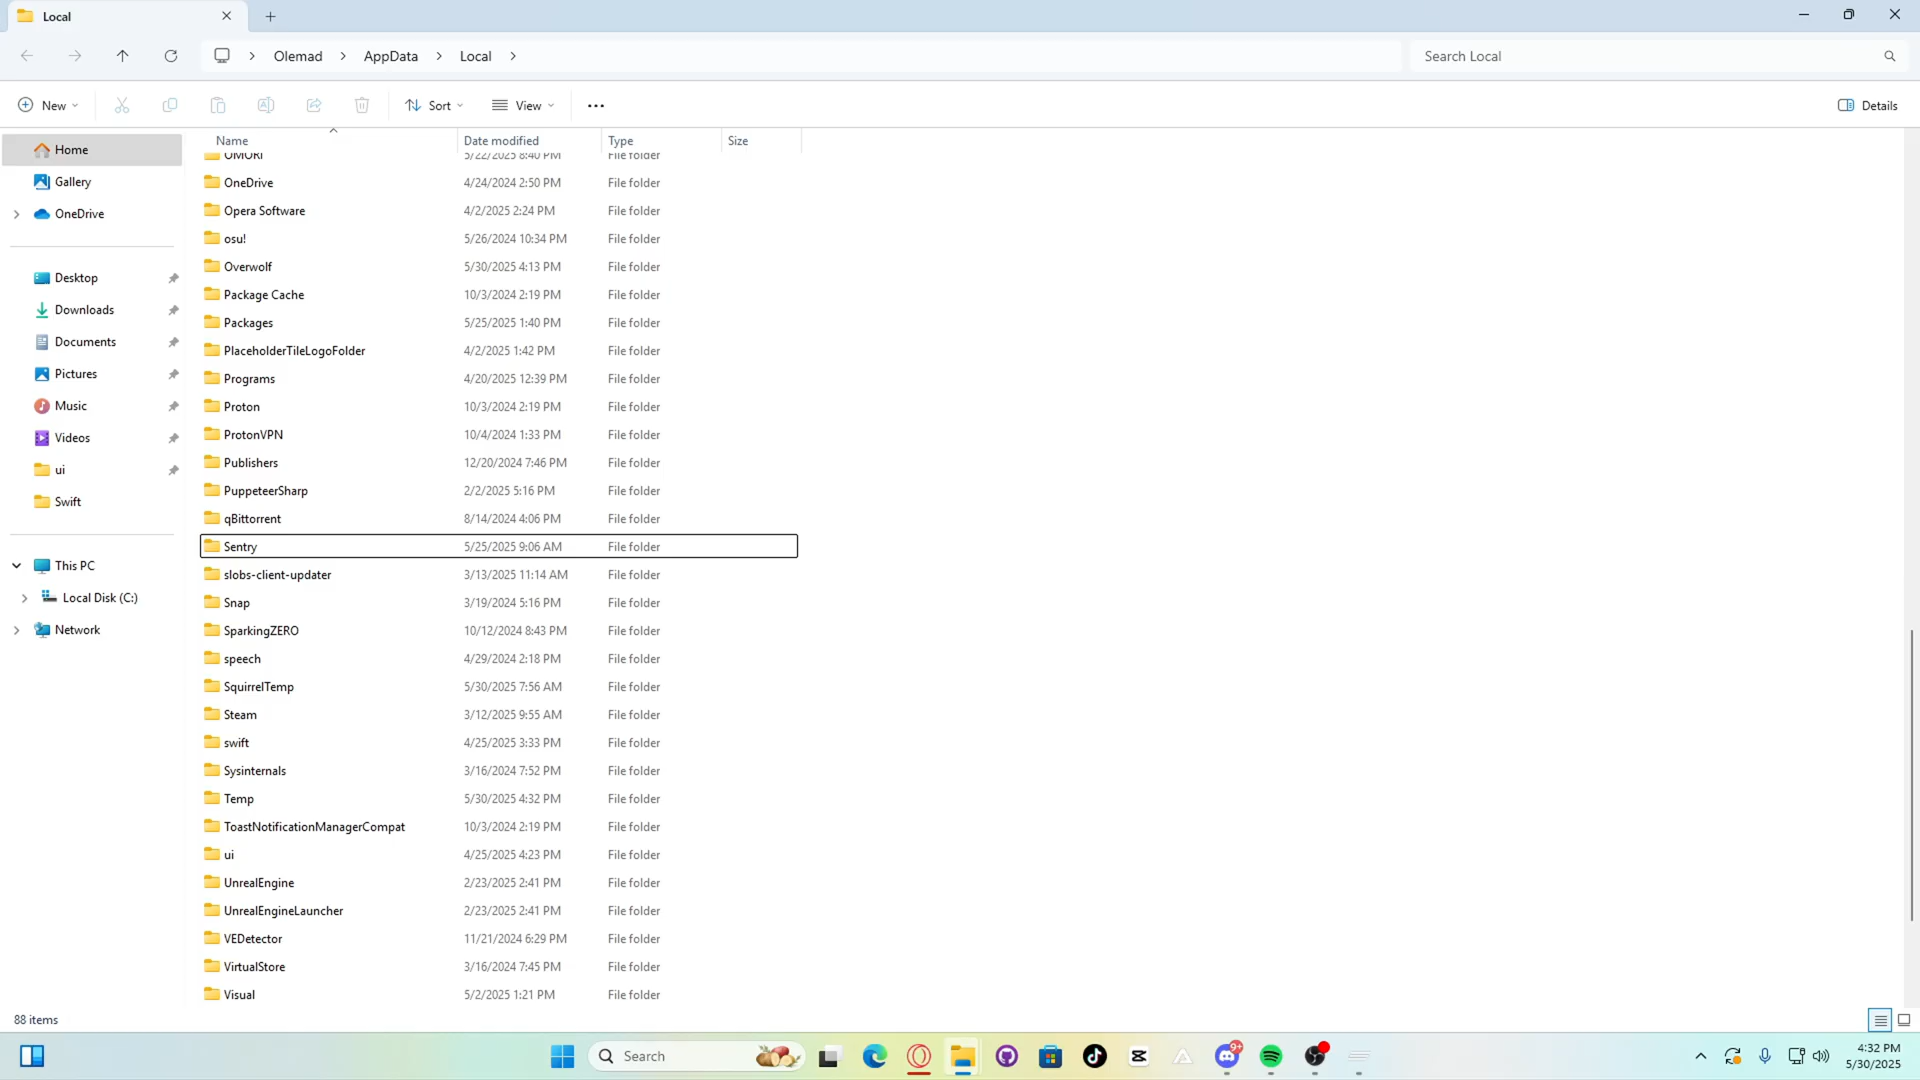 Local
Olemad
AppData
Local
Search Local
New
Sort
View
Details
Name
Date modified
Type
Size
Home
Gallery
OneDrive
Desktop
Downloads
Documents
Pictures
Music
Videos
ui
Swift
This PC
Local Disk (C:)
Network
OMORI 5/22/2025 8:40 PM File folder
OneDrive 4/24/2024 2:50 PM File folder
Opera Software 4/2/2025 2:24 PM File folder
osu! 5/26/2024 10:34 PM File folder
Overwolf 5/30/2025 4:13 PM File folder
Package Cache 10/3/2024 2:19 PM File folder
Packages 5/25/2025 1:40 PM File folder
PlaceholderTileLogoFolder 4/2/2025 1:42 PM File folder
Programs 4/20/2025 12:39 PM File folder
Proton 10/3/2024 2:19 PM File folder
ProtonVPN 10/4/2024 1:33 PM File folder
Publishers 12/20/2024 7:46 PM File folder
PuppeteerSharp 2/2/2025 5:16 PM File folder
qBittorrent 8/14/2024 4:06 PM File folder
Sentry 5/25/2025 9:06 AM File folder
slobs-client-updater 3/13/2025 11:14 AM File folder
Snap 3/19/2024 5:16 PM File folder
SparkingZERO 10/12/2024 8:43 PM File folder
speech 4/29/2024 2:18 PM File folder
SquirrelTemp 5/30/2025 7:56 AM File folder
Steam 3/12/2025 9:55 AM File folder
swift 4/25/2025 3:33 PM File folder
Sysinternals 3/16/2024 7:52 PM File folder
Temp 5/30/2025 4:32 PM File folder
ToastNotificationManagerCompat 10/3/2024 2:19 PM File folder
ui 4/25/2025 4:23 PM File folder
UnrealEngine 2/23/2025 2:41 PM File folder
UnrealEngineLauncher 2/23/2025 2:41 PM File folder
VEDetector 11/21/2024 6:29 PM File folder
VirtualStore 3/16/2024 7:45 PM File folder
Visual 5/2/2025 1:21 PM File folder
88 items
Search
9+
4:32 PM
5/30/2025